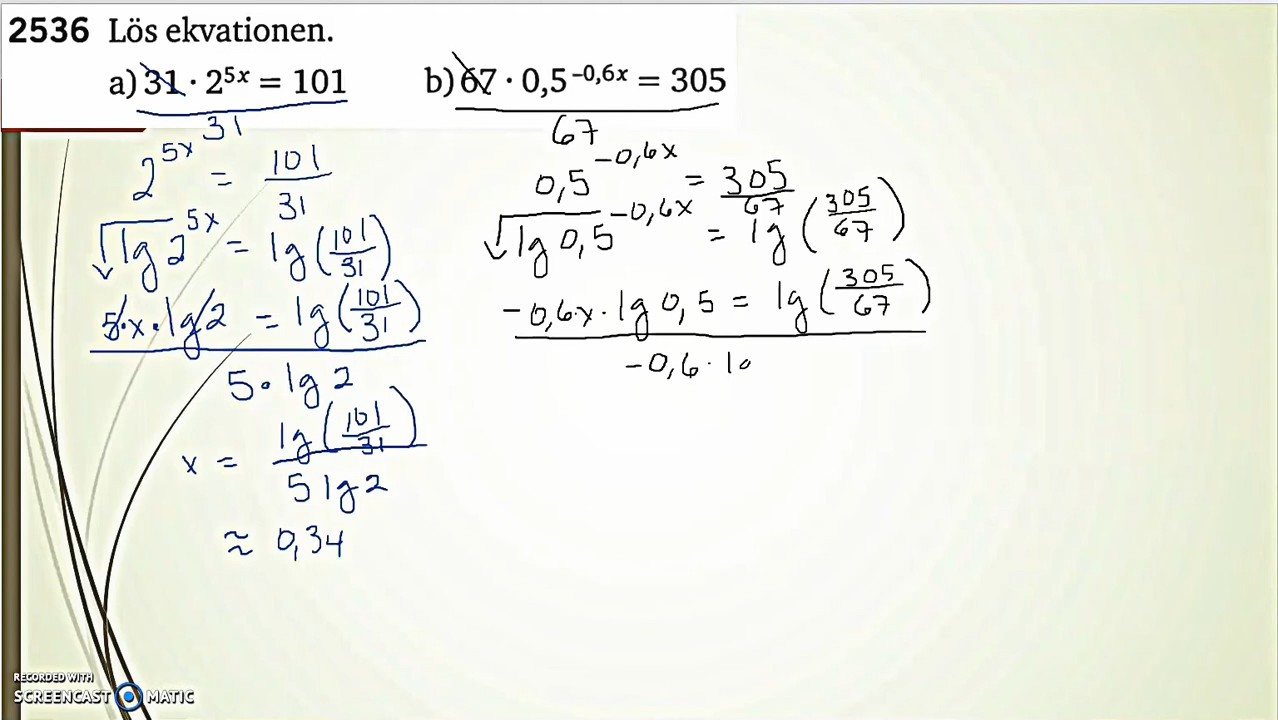 2536 Lös ekvationen.
a) 31 · 2^5x = 101
31
2^5x = 101/31
lg 2^5x = lg(101/31)
5·x·lg 2 = lg(101/31)
5·lg 2
x = lg(101/31)
5 lg 2
≈ 0,34
b) 67 · 0,5^−0,6x = 305
67
0,5^−0,6x = 305/67
lg 0,5^−0,6x = lg(305/67)
−0,6·x·lg 0,5 = lg(305/67)
−0,6 ·
RECORDED WITH
SCREENCAST MATIC